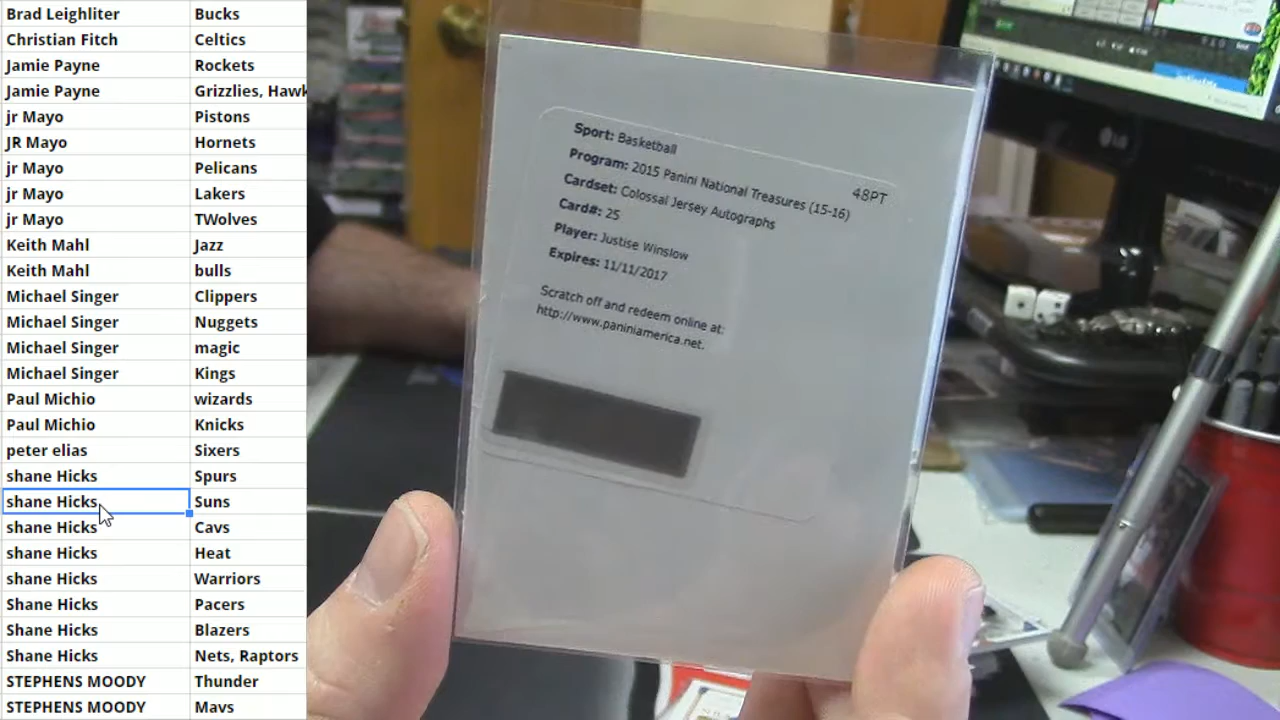 Brad Leighliter Bucks
Christian Fitch Celtics
Jamie Payne Rockets
Jamie Payne Grizzlies, Hawk
jr Mayo Pistons
JR Mayo Hornets
jr Mayo Pelicans
jr Mayo Lakers
jr Mayo TWolves
Keith Mahl Jazz
Keith Mahl bulls
Michael Singer Clippers
Michael Singer Nuggets
Michael Singer magic
Michael Singer Kings
Paul Michio wizards
Paul Michio Knicks
peter elias Sixers
shane Hicks Spurs
shane Hicks Suns
shane Hicks Cavs
shane Hicks Heat
shane Hicks Warriors
Shane Hicks Pacers
Shane Hicks Blazers
Shane Hicks Nets, Raptors
STEPHENS MOODY Thunder
STEPHENS MOODY Mavs
48PT
Sport: Basketball
Program: 2015 Panini National Treasures (15-16)
Cardset: Colossal Jersey Autographs
Card#: 25
Player: Justise Winslow
Expires: 11/11/2017
Scratch off and redeem online at:
http://www.paniniamerica.net.
LG